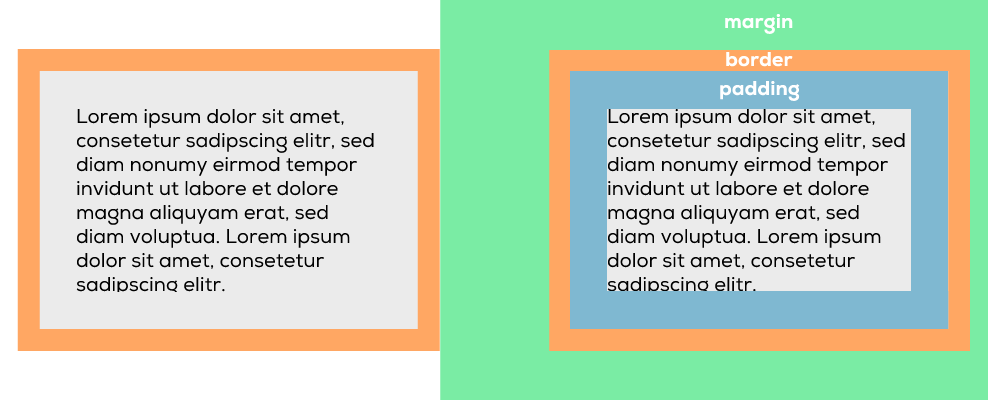 Lorem ipsum dolor sit amet,
consetetur sadipscing elitr, sed
diam nonumy eirmod tempor
invidunt ut labore et dolore
magna aliquyam erat, sed
diam voluptua. Lorem ipsum
dolor sit amet, consetetur
sadipscing elitr.
margin
border
padding
Lorem ipsum dolor sit amet,
consetetur sadipscing elitr, sed
diam nonumy eirmod tempor
invidunt ut labore et dolore
magna aliquyam erat, sed
diam voluptua. Lorem ipsum
dolor sit amet, consetetur
sadipscing elitr.